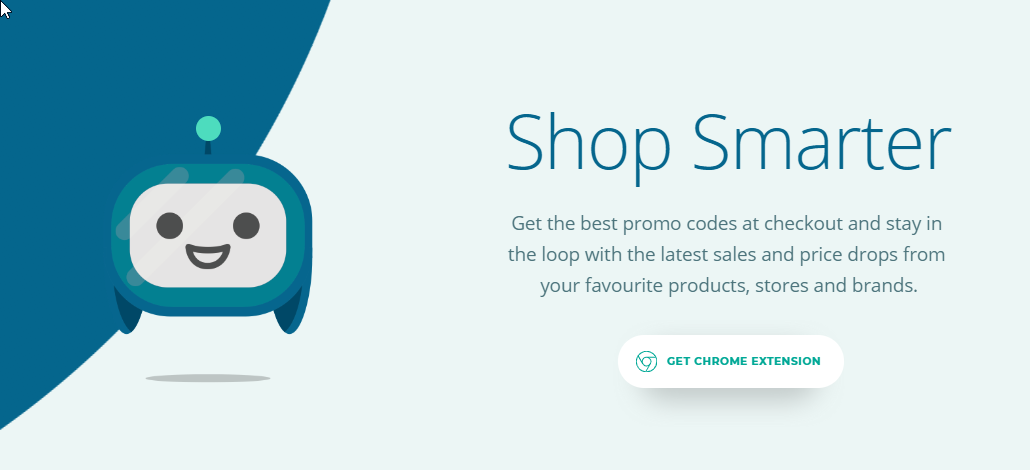 Shop Smarter
Get the best promo codes at checkout and stay in
the loop with the latest sales and price drops from
your favourite products, stores and brands.
GET CHROME EXTENSION